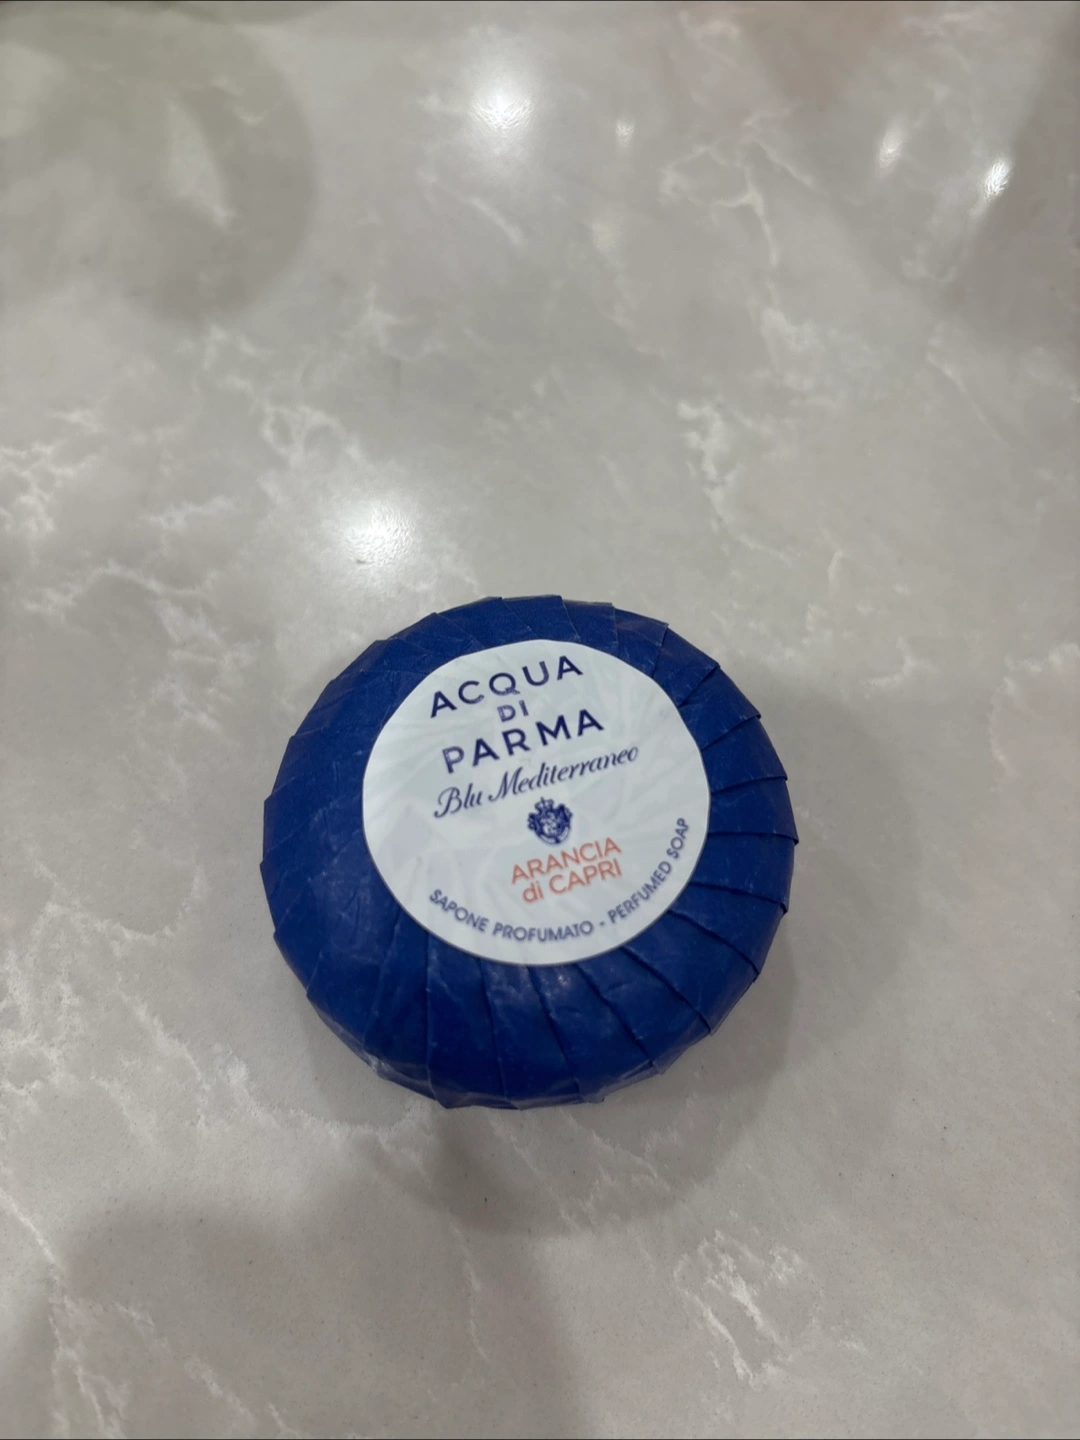 ACQUA
DI
PARMA
Blu Mediterraneo
ARANCIA
di CAPRI
SAPONE PROFUMATO - PERFUMED SOAP